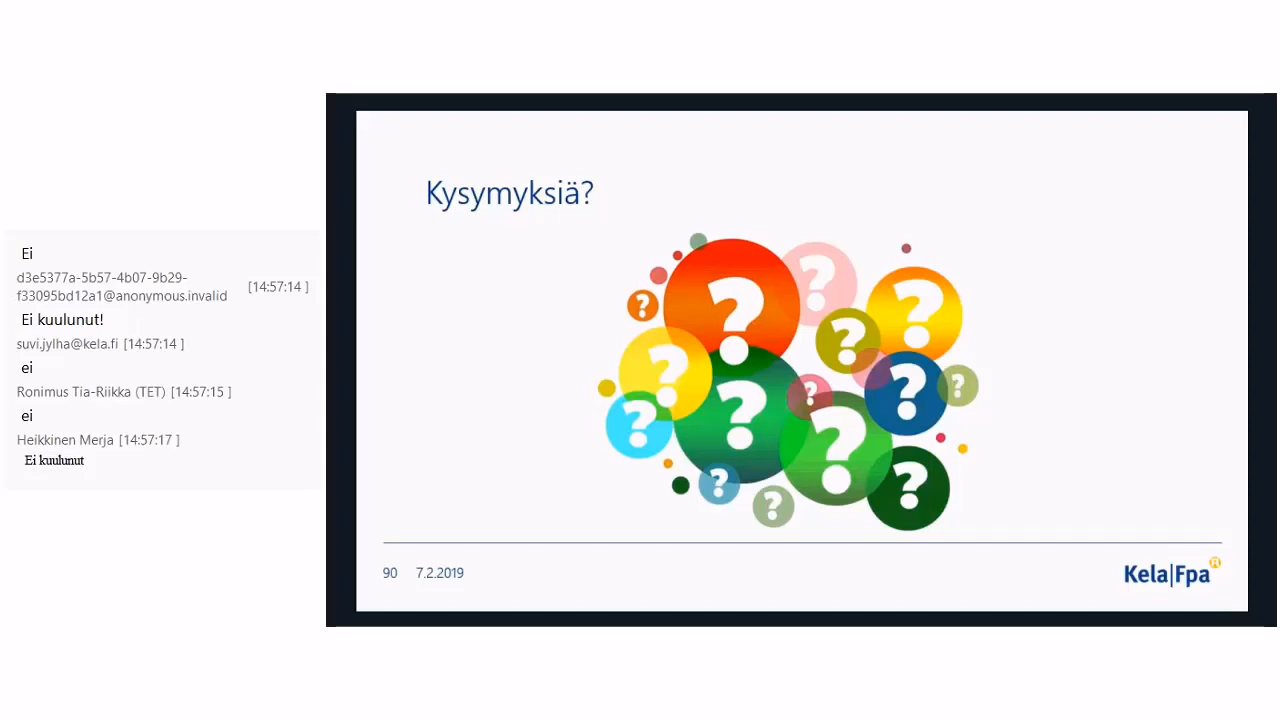 Ei
d3e5377a-5b57-4b07-9b29-
f33095bd12a1@anonymous.invalid [14:57:14 ]
Ei kuulunut!
suvi.jylha@kela.fi [14:57:14 ]
ei
Ronimus Tia-Riikka (TET) [14:57:15 ]
ei
Heikkinen Merja [14:57:17 ]
Ei kuulunut
Kysymyksiä?
? ? ?
? ?
? ? ?
? ? ?
? ?
? ?
?
90 7.2.2019
Kela|Fpa